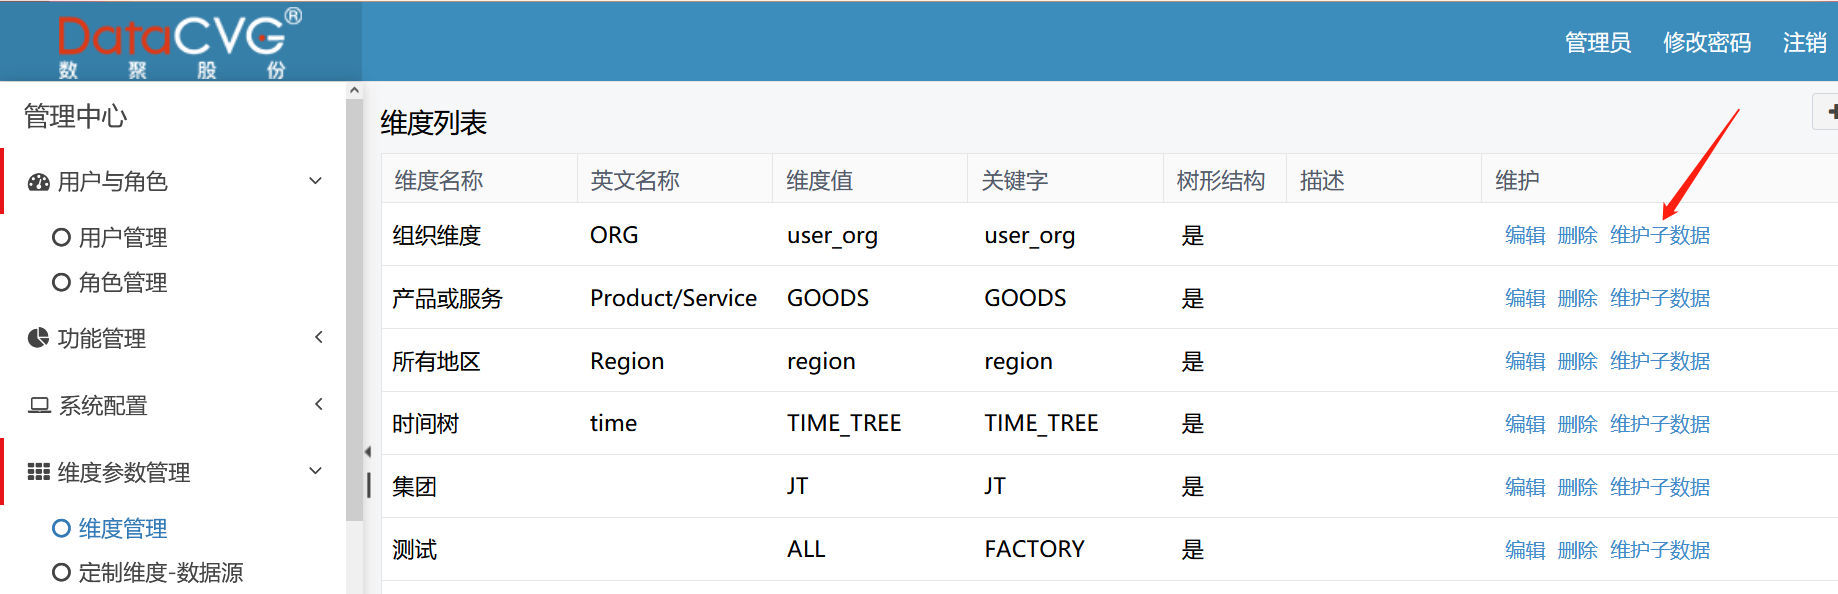 DataCVG®
数聚股份
管理员 修改密码 注销
管理中心
用户与角色
用户管理
角色管理
功能管理
系统配置
维度参数管理
维度管理
定制维度-数据源
维度列表
维度名称 英文名称 维度值 关键字 树形结构 描述 维护
组织维度 ORG user_org user_org 是 编辑 删除 维护子数据
产品或服务 Product/Service GOODS GOODS 是 编辑 删除 维护子数据
所有地区 Region region region 是 编辑 删除 维护子数据
时间树 time TIME_TREE TIME_TREE 是 编辑 删除 维护子数据
集团 JT JT 是 编辑 删除 维护子数据
测试 ALL FACTORY 是 编辑 删除 维护子数据